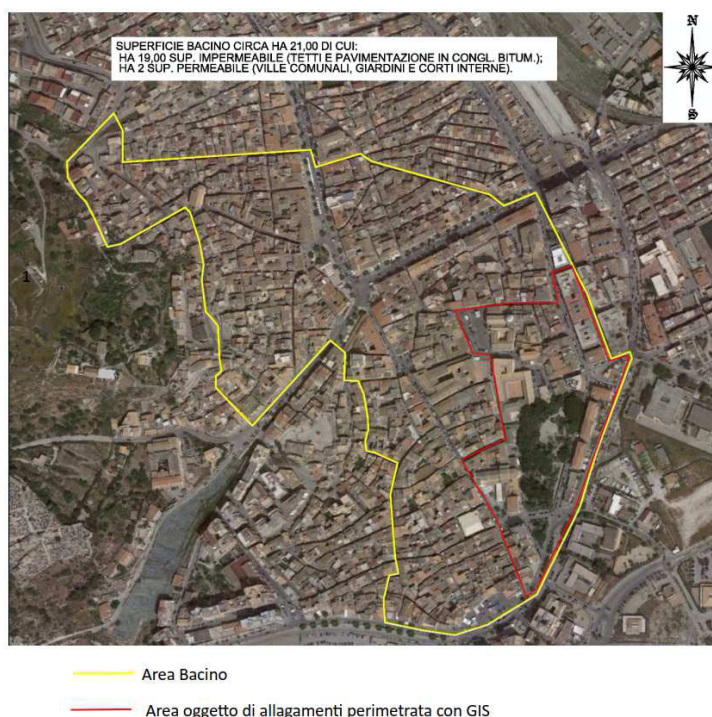 SUPERFICIE BACINO CIRCA HA 21,00 DI CUI:
HA 19,00 SUP. IMPERMEABILE (TETTI E PAVIMENTAZIONE IN CONGL. BITUM.);
HA 2 SUP. PERMEABILE (VILLE COMUNALI, GIARDINI E CORTI INTERNE).
N
S
1
Area Bacino
Area oggetto di allagamenti perimetrata con GIS